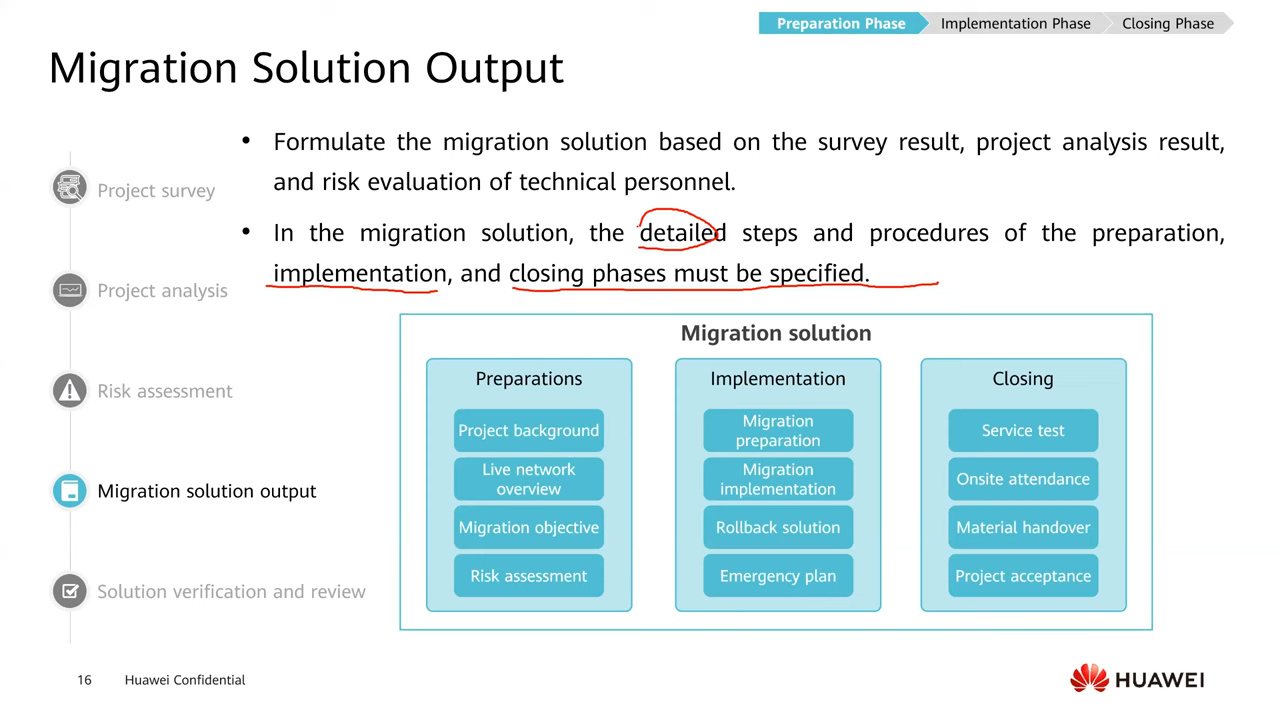 Preparation Phase
Implementation Phase
Closing Phase
Migration Solution Output
• Formulate the migration solution based on the survey result, project analysis result,
and risk evaluation of technical personnel.
• In the migration solution, the detailed steps and procedures of the preparation,
implementation, and closing phases must be specified.
Project survey
Project analysis
Risk assessment
Migration solution output
Solution verification and review
Migration solution
Preparations
Project background
Live network
overview
Migration objective
Risk assessment
Implementation
Migration
preparation
Migration
implementation
Rollback solution
Emergency plan
Closing
Service test
Onsite attendance
Material handover
Project acceptance
16
Huawei Confidential
HUAWEI